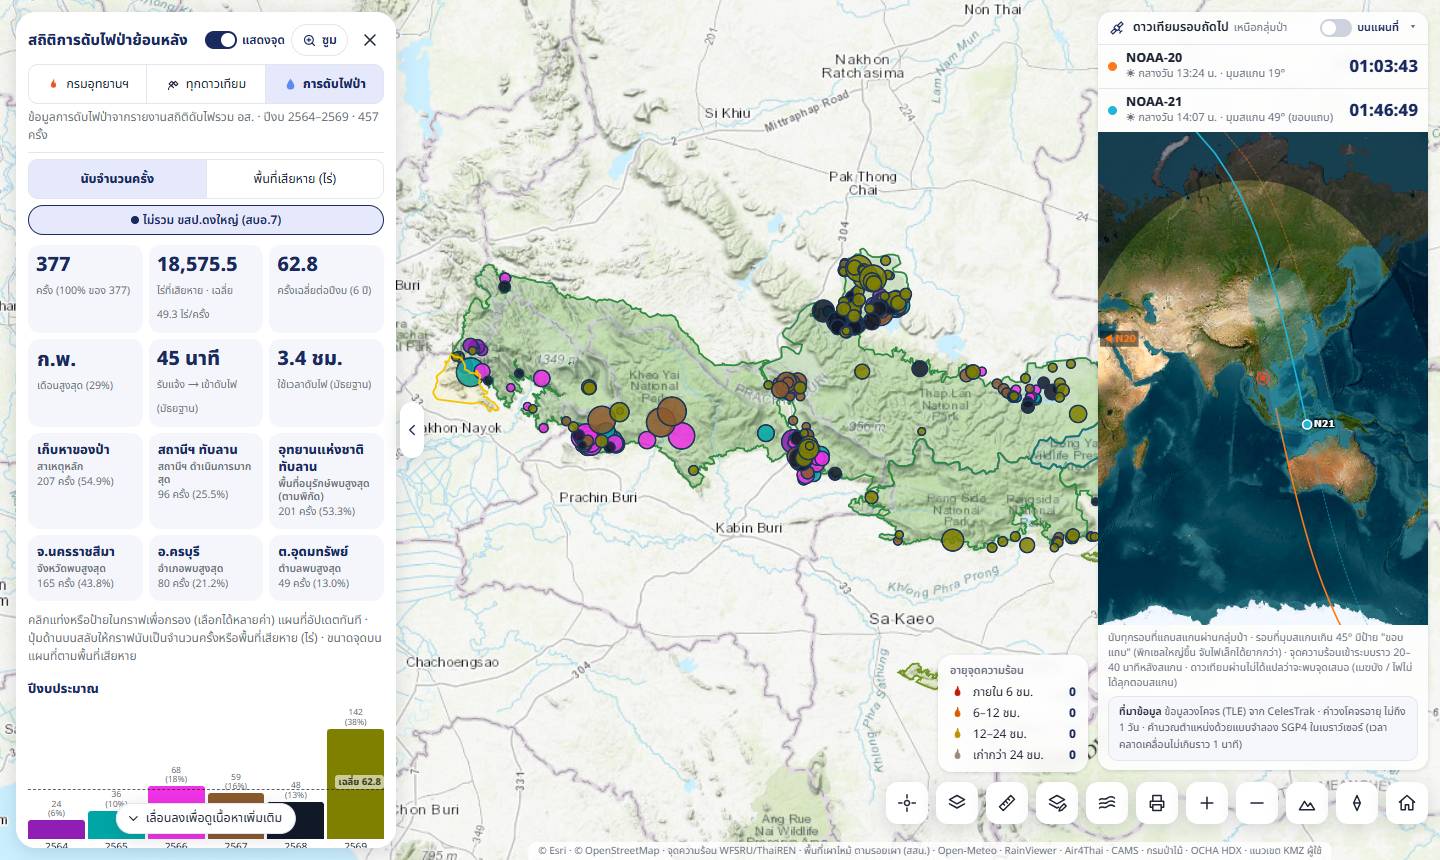 สถิติการดับไฟป่าย้อนหลัง
แสดงจุด
ซูม
กรมอุทยานฯ
ทุกดาวเทียม
การดับไฟป่า
ข้อมูลการดับไฟป่าจากรายงานสถิติดับไฟรวม อส. · ปีงบ 2564–2569 · 457
ครั้ง
นับจำนวนครั้ง
พื้นที่เสียหาย (ไร่)
ไม่รวม ขสป.ดงใหญ่ (สบอ.7)
377
ครั้ง (100% ของ 377)
18,575.5
ไร่ที่เสียหาย · เฉลี่ย
49.3 ไร่/ครั้ง
62.8
ครั้งเฉลี่ยต่อปีงบ (6 ปี)
ก.พ.
เดือนสูงสุด (29%)
45 นาที
รับแจ้ง → เข้าดับไฟ
(มัธยฐาน)
3.4 ชม.
ใช้เวลาดับไฟ (มัธยฐาน)
เก็บหาของป่า
สาเหตุหลัก
207 ครั้ง (54.9%)
สถานีฯ ทับลาน
สถานีฯ ดำเนินการมาก
สุด
96 ครั้ง (25.5%)
อุทยานแห่งชาติ
ทับลาน
พื้นที่อนุรักษ์พบสูงสุด
(ตามพิกัด)
201 ครั้ง (53.3%)
จ.นครราชสีมา
จังหวัดพบสูงสุด
165 ครั้ง (43.8%)
อ.ครบุรี
อำเภอพบสูงสุด
80 ครั้ง (21.2%)
ต.อุดมทรัพย์
ตำบลพบสูงสุด
49 ครั้ง (13.0%)
คลิกแท่งหรือป้ายในกราฟเพื่อกรอง (เลือกได้หลายค่า) แผนที่อัปเดตทันที ·
ปุ่มด้านบนสลับให้กราฟนับเป็นจำนวนครั้งหรือพื้นที่เสียหาย (ไร่) · ขนาดจุดบน
แผนที่ตามพื้นที่เสียหาย
ปีงบประมาณ
142
(38%)
68
(18%)
59
(16%)
48
(13%)
36
(10%)
24
(6%)
เฉลี่ย 62.8
เลื่อนลงเพื่อดูเนื้อหาเพิ่มเติม
2564
2565
2566
2567
2568
2569
Non Thai
201
Nakhon
Ratchasima
Lam Nam Mun
Si Khiu
Mittraphap Road
224
2
Pak Thong
Chai
304
24
Buri
1349 m
Khao Yai
National
Park
Thap Lan
National
Park
956 m
akhon Nayok
Prachin Buri
Kabin Buri
Pang Sida
National
Park
Pangsida
National
Park
Khlong Phra Prong
33
Sa Kaeo
Chachoengsao
304
Khlong Phra Sathung
331
349
Chon Buri
795 m
Ang Rue
Nai Wildlife
ดาวเทียมรอบถัดไป เหนือกลุ่มป่า
บนแผนที่
NOAA-20
กลางวัน 13:24 น. · มุมสแกน 19°
01:03:43
NOAA-21
กลางวัน 14:07 น. · มุมสแกน 49° (ขอบแถบ)
01:46:49
N20
N21
นับทุกรอบที่แถบสแกนผ่านกลุ่มป่า · รอบที่มุมสแกนเกิน 45° มีป้าย "ขอบ
แถบ" (พิกเซลใหญ่ขึ้น จับไฟเล็กได้ยากกว่า) · จุดความร้อนเข้าระบบราว 20–
40 นาทีหลังสแกน · ดาวเทียมผ่านไม่ได้แปลว่าจะพบจุดเสมอ (เมฆบัง / ไฟไม่
ได้ลุกตอนสแกน)
ที่มาข้อมูล ข้อมูลวงโคจร (TLE) จาก CelesTrak · ค่าวงโคจรอายุ ไม่ถึง
1 วัน · คำนวณตำแหน่งด้วยแบบจำลอง SGP4 ในเบราว์เซอร์ (เวลา
คลาดเคลื่อนไม่เกินราว 1 นาที)
อายุจุดความร้อน
ภายใน 6 ชม. 0
6–12 ชม. 0
12–24 ชม. 0
เก่ากว่า 24 ชม. 0
© Esri · © OpenStreetMap · จุดความร้อน WFSRU/ThaiREN · พื้นที่เผาไหม้ ตามรอยเผา (สสน.) · Open-Meteo · RainViewer · Air4Thai · CAMS · กรมป่าไม้ · OCHA HDX · แนวเขต KMZ ผู้ใช้